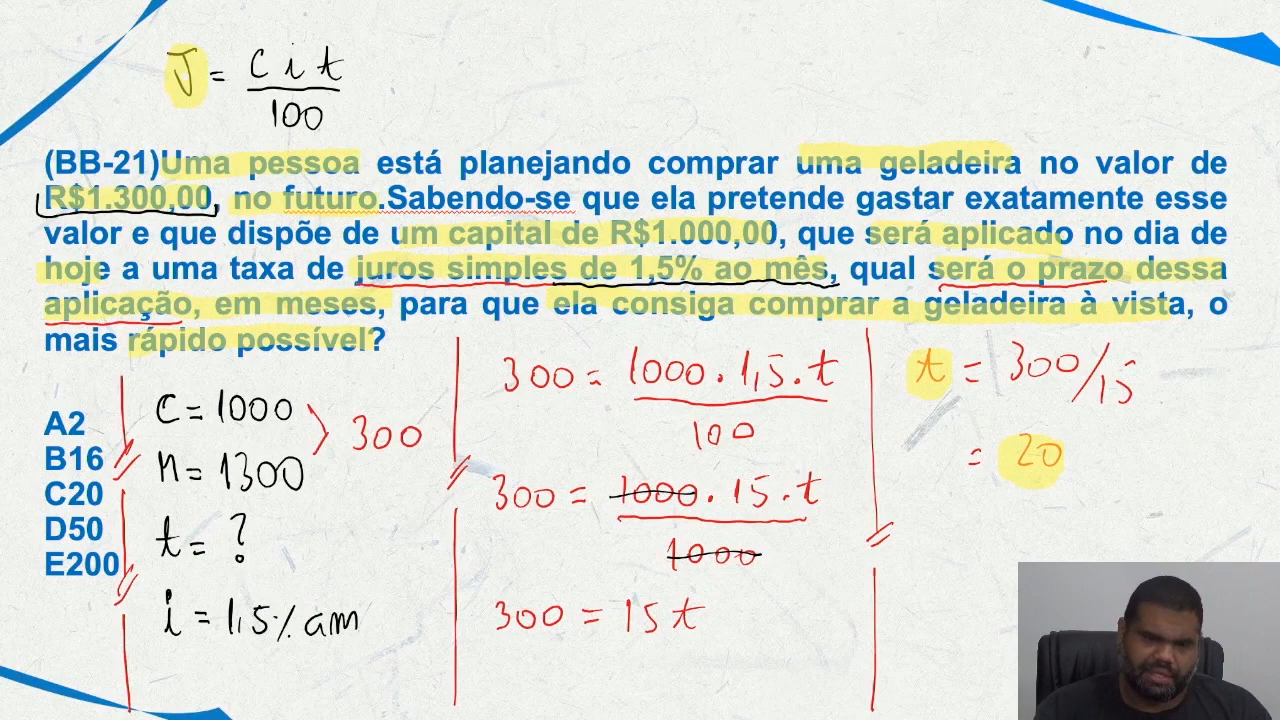 J = C i t
100
(BB-21)Uma pessoa está planejando comprar uma geladeira no valor de
R$1.300,00, no futuro.Sabendo-se que ela pretende gastar exatamente esse
valor e que dispõe de um capital de R$1.000,00, que será aplicado no dia de
hoje a uma taxa de juros simples de 1,5% ao mês, qual será o prazo dessa
aplicação, em meses, para que ela consiga comprar a geladeira à vista, o
mais rápido possível?
A2
B16
C20
D50
E200
C = 1000
M = 1300
300
t = ?
i = 1,5% am
300 = 1000 . 1,5 . t
100
300 = 1000 . 15 . t
1000
300 = 15 t
t = 300/15
= 20